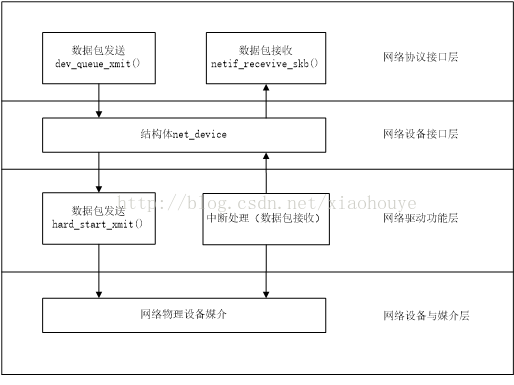 数据包发送
dev_queue_xmit()
数据包接收
netif_recevive_skb()
网络协议接口层
结构体net_device
网络设备接口层
http://blog.csdn.net/xiaohouye
数据包发送
hard_start_xmit()
中断处理（数据包接收）
网络驱动功能层
网络物理设备媒介
网络设备与媒介层